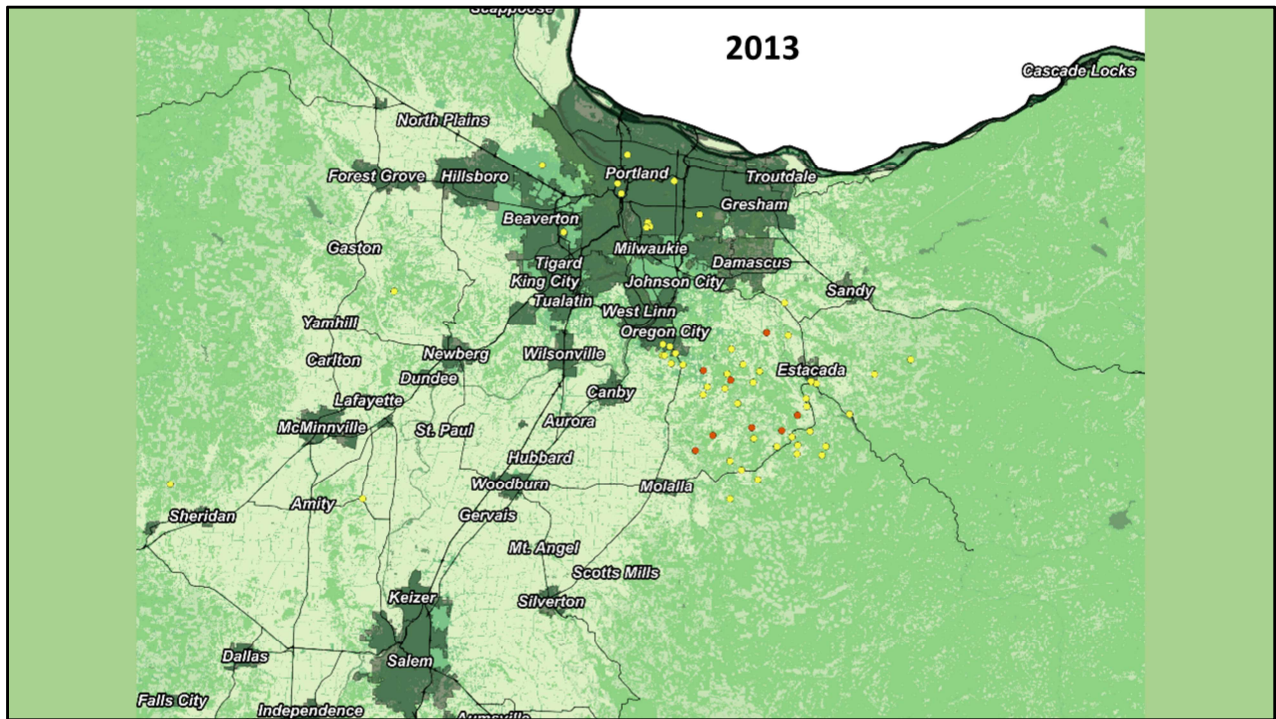 Scappoose
2013
Cascade Locks
North Plains
Forest Grove
Hillsboro
Portland
Troutdale
Gresham
Beaverton
Gaston
Milwaukie
Tigard
Damascus
King City
Johnson City
Sandy
Tualatin
West Linn
Yamhill
Oregon City
Carlton
Newberg
Wilsonville
Estacada
Dundee
Canby
Lafayette
McMinnville
St. Paul
Aurora
Hubbard
Woodburn
Molalla
Amity
Sheridan
Gervais
Mt. Angel
Scotts Mills
Keizer
Silverton
Dallas
Salem
Falls City
Independence
Aumsville